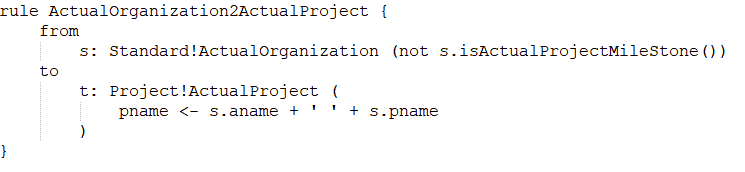 rule ActualOrganization2ActualProject {
    from
        s: Standard!ActualOrganization (not s.isActualProjectMileStone())
    to
        t: Project!ActualProject (
            pname <- s.aname + ' ' + s.pname
        )
}